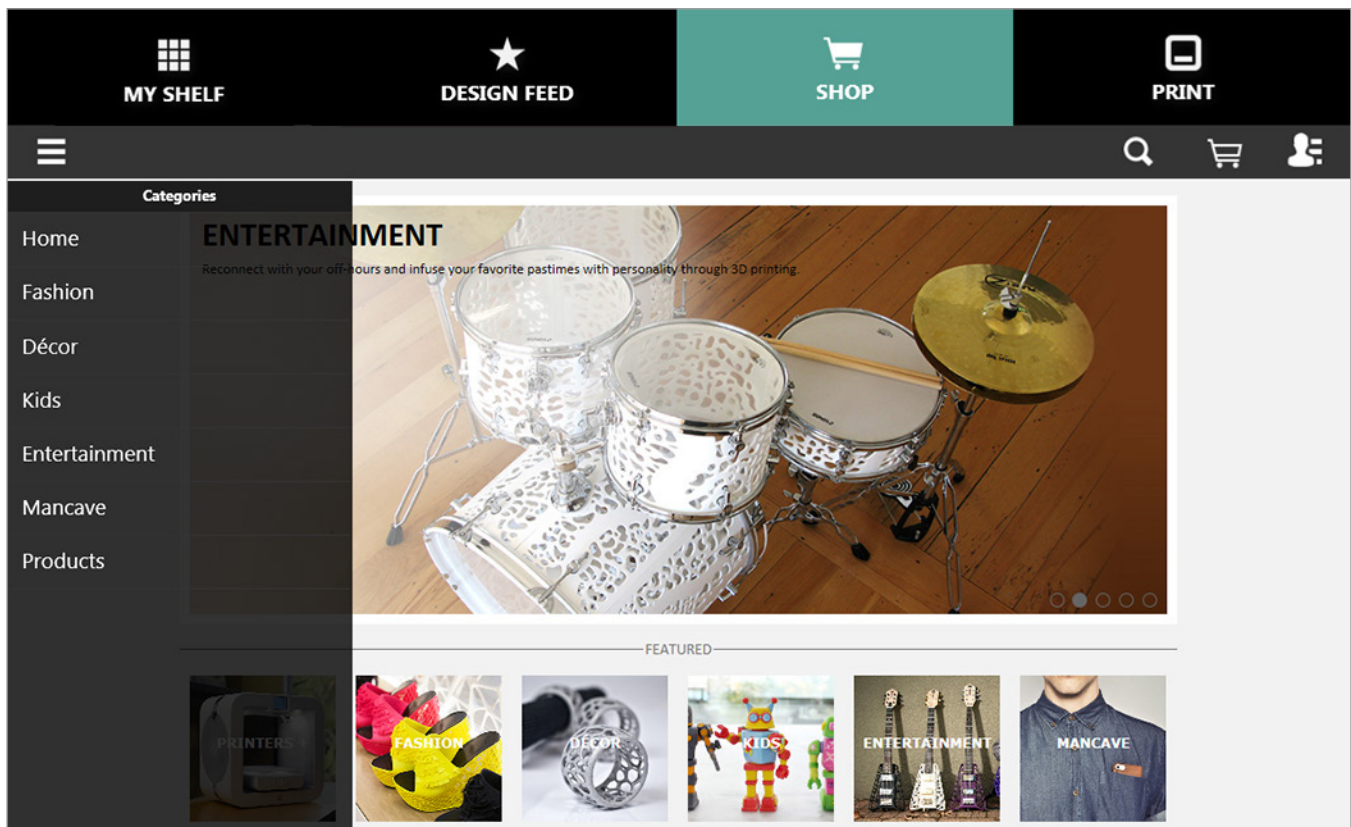 MY SHELF
DESIGN FEED
SHOP
PRINT
Categories
Home
Fashion
Décor
Kids
Entertainment
Mancave
Products
ENTERTAINMENT
Reconnect with your off-hours and infuse your favorite pastimes with personality through 3D printing.
FEATURED
PRINTERS +
FASHION
DÉCOR
KIDS
ENTERTAINMENT
MANCAVE